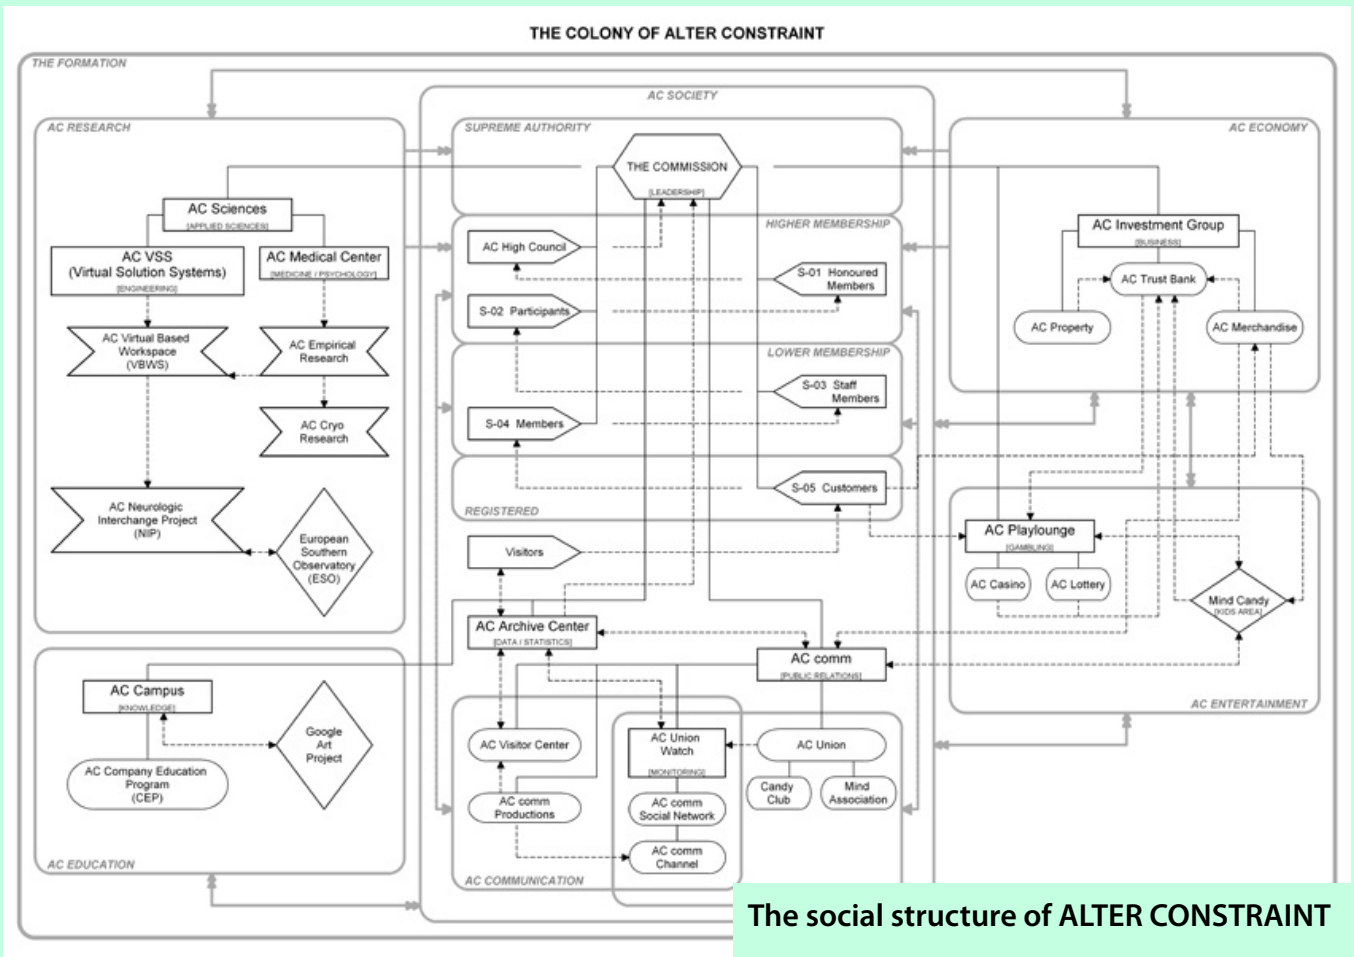 THE COLONY OF ALTER CONSTRAINT
THE FORMATION
AC SOCIETY
AC RESEARCH
AC Sciences
[APPLIED SCIENCES]
AC VSS
(Virtual Solution Systems)
[ENGINEERING]
AC Medical Center
[MEDICINE / PSYCHOLOGY]
AC Virtual Based
Workspace
(VBWS)
AC Empirical
Research
AC Cryo
Research
AC Neurologic
Interchange Project
(NIP)
European
Southern
Observatory
(ESO)
SUPREME AUTHORITY
THE COMMISSION
[LEADERSHIP]
HIGHER MEMBERSHIP
AC High Council
S-01 Honoured
Members
S-02 Participants
LOWER MEMBERSHIP
S-03 Staff
Members
S-04 Members
S-05 Customers
REGISTERED
Visitors
AC Archive Center
[DATA / STATISTICS]
AC comm
[PUBLIC RELATIONS]
AC ECONOMY
AC Investment Group
[BUSINESS]
AC Trust Bank
AC Property
AC Merchandise
AC Playlounge
[GAMBLING]
AC Casino
AC Lottery
Mind Candy
[KIDS AREA]
AC ENTERTAINMENT
AC Campus
[KNOWLEDGE]
Google
Art
Project
AC Company Education
Program
(CEP)
AC EDUCATION
AC Visitor Center
AC Union
Watch
[MONITORING]
AC Union
Candy
Club
Mind
Association
AC comm
Productions
AC comm
Social Network
AC comm
Channel
AC COMMUNICATION
The social structure of ALTER CONSTRAINT